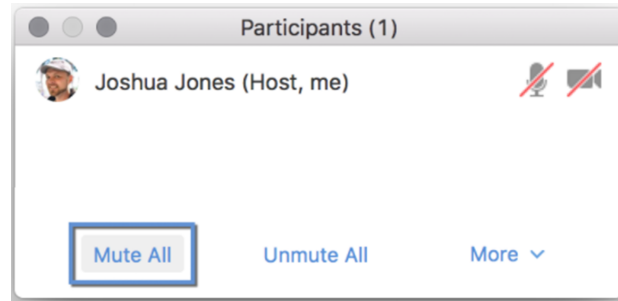 Participants (1)
Joshua Jones (Host, me)
Mute All Unmute All More